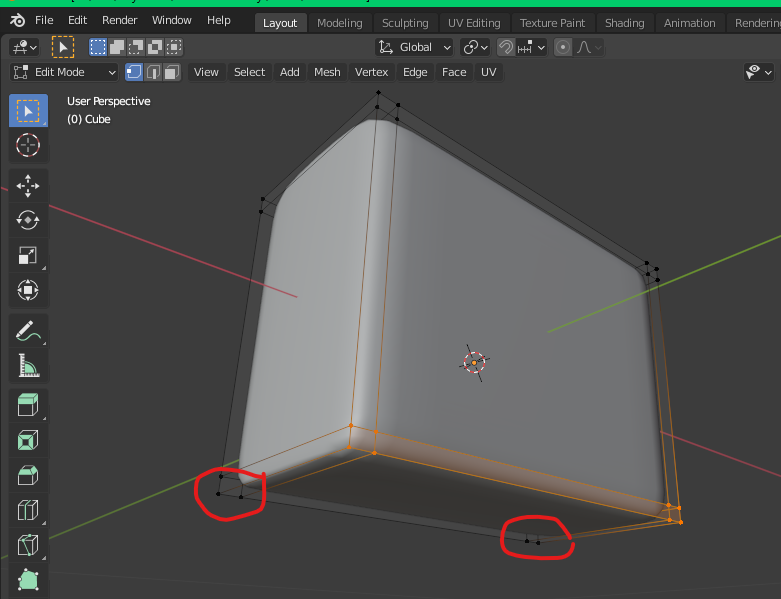 File Edit Render Window Help Layout Modeling Sculpting UV Editing Texture Paint Shading Animation
Global
Edit Mode View Select Add Mesh Vertex Edge Face UV
User Perspective
(0) Cube